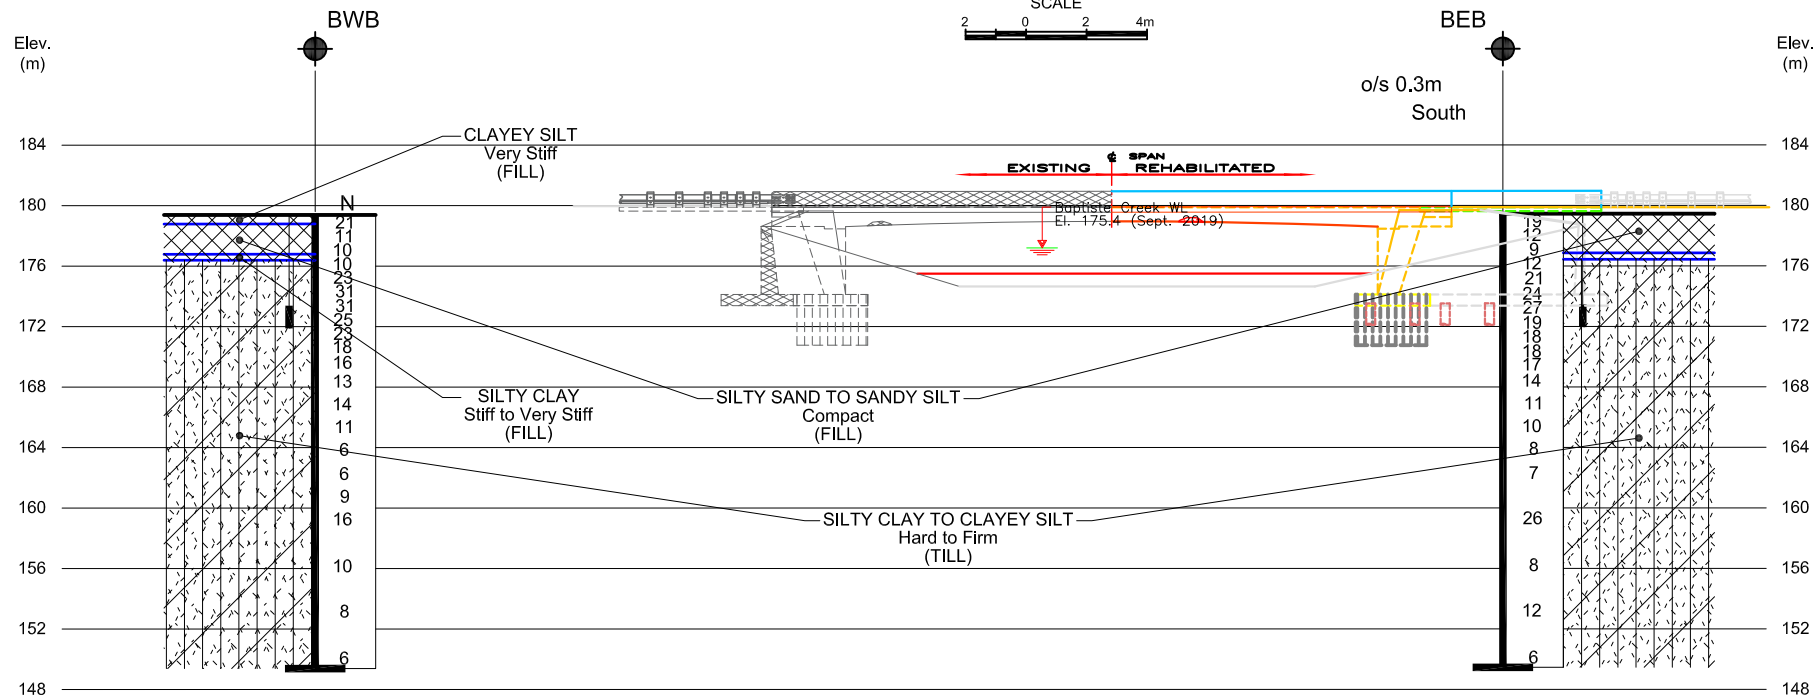 SCALE
2 0 2 4m
BWB
BEB
Elev.
(m)
Elev.
(m)
o/s 0.3m
South
184
184
CLAYEY SILT
Very Stiff
(FILL)
SPAN
EXISTING REHABILITATED
180
180
N
Baptiste Creek WL
El. 175.4 (Sept. 2019)
21
11
10
10
23
31
31
25
23
18
16
13
14
11
6
6
9
16
10
8
6
19
12
9
12
21
24
27
19
18
18
17
14
11
10
8
7
26
8
12
6
176
176
172
172
168
168
SILTY CLAY
Stiff to Very Stiff
(FILL)
SILTY SAND TO SANDY SILT
Compact
(FILL)
164
164
160
160
SILTY CLAY TO CLAYEY SILT
Hard to Firm
(TILL)
156
156
152
152
148
148